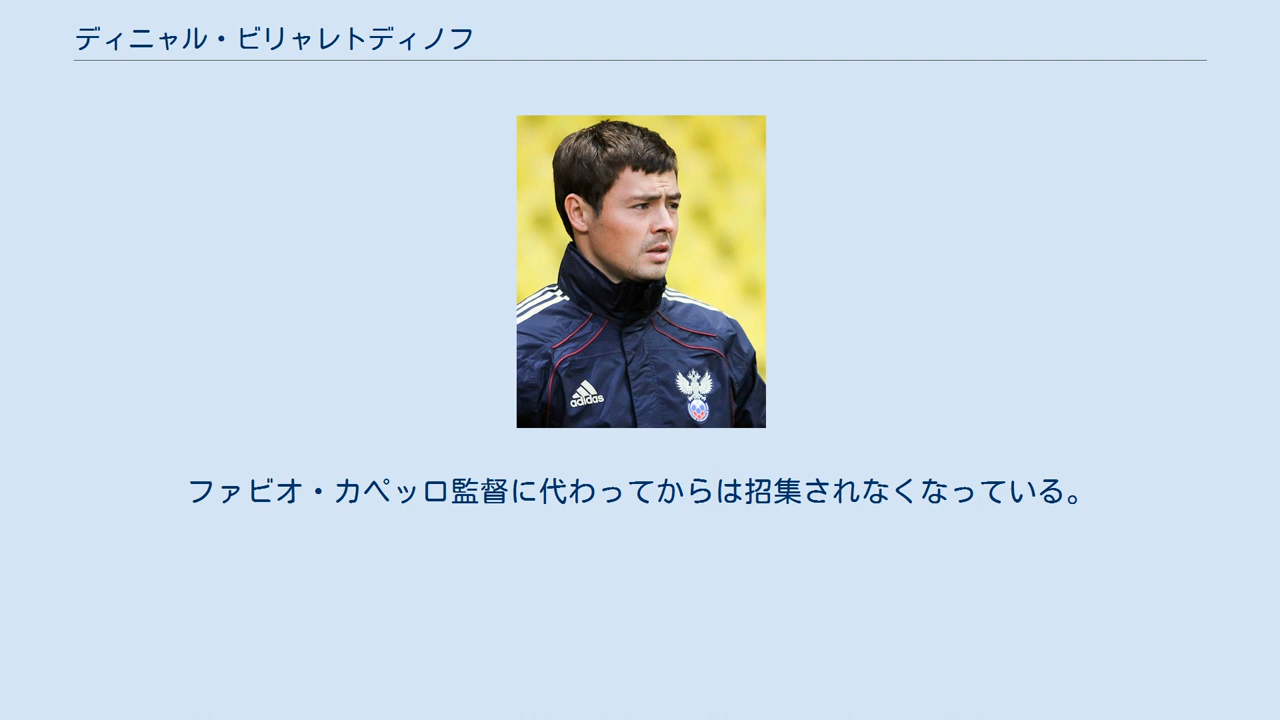 ディニャル・ビリャレトディノフ
adidas
ファビオ・カペッロ監督に代わってからは招集されなくなっている。